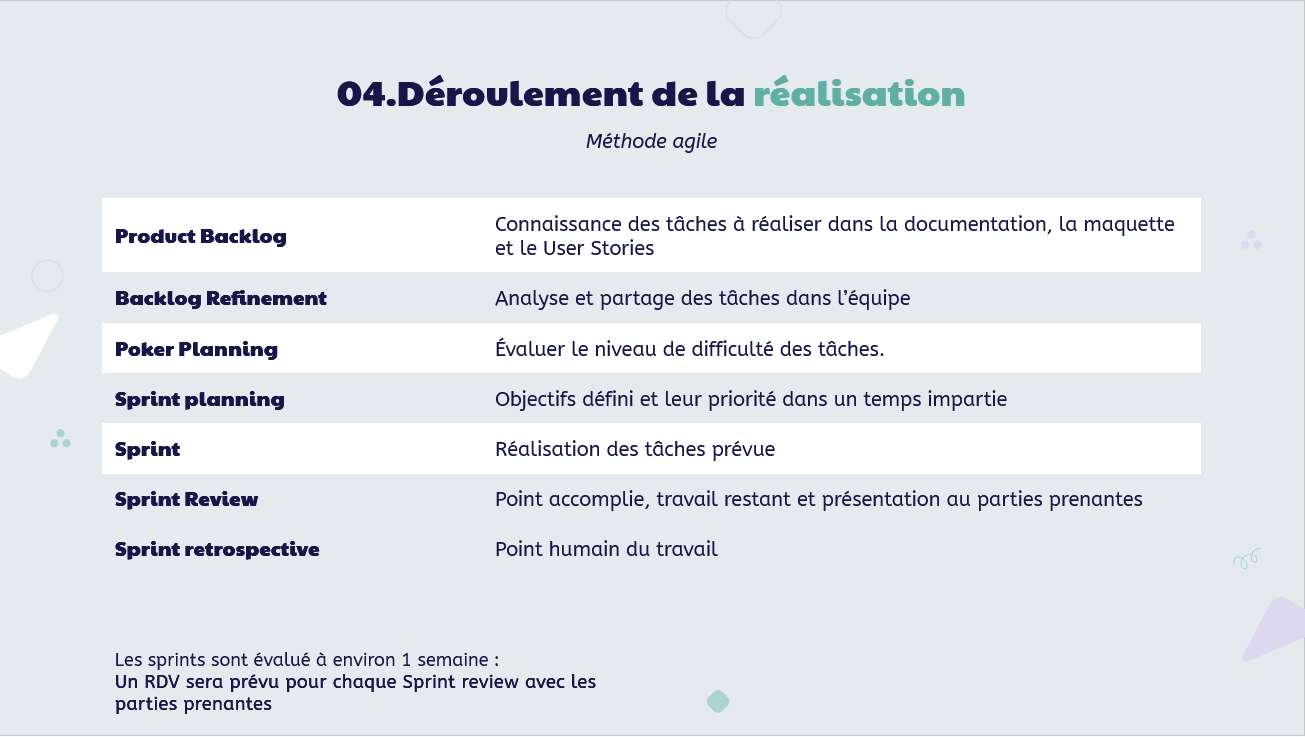 04.Déroulement de la réalisation
Méthode agile
Product Backlog
Connaissance des tâches à réaliser dans la documentation, la maquette
et le User Stories
Backlog Refinement
Analyse et partage des tâches dans l’équipe
Poker Planning
Évaluer le niveau de difficulté des tâches.
Sprint planning
Objectifs défini et leur priorité dans un temps impartie
Sprint
Réalisation des tâches prévue
Sprint Review
Point accomplie, travail restant et présentation au parties prenantes
Sprint retrospective
Point humain du travail
Les sprints sont évalué à environ 1 semaine :
Un RDV sera prévu pour chaque Sprint review avec les
parties prenantes